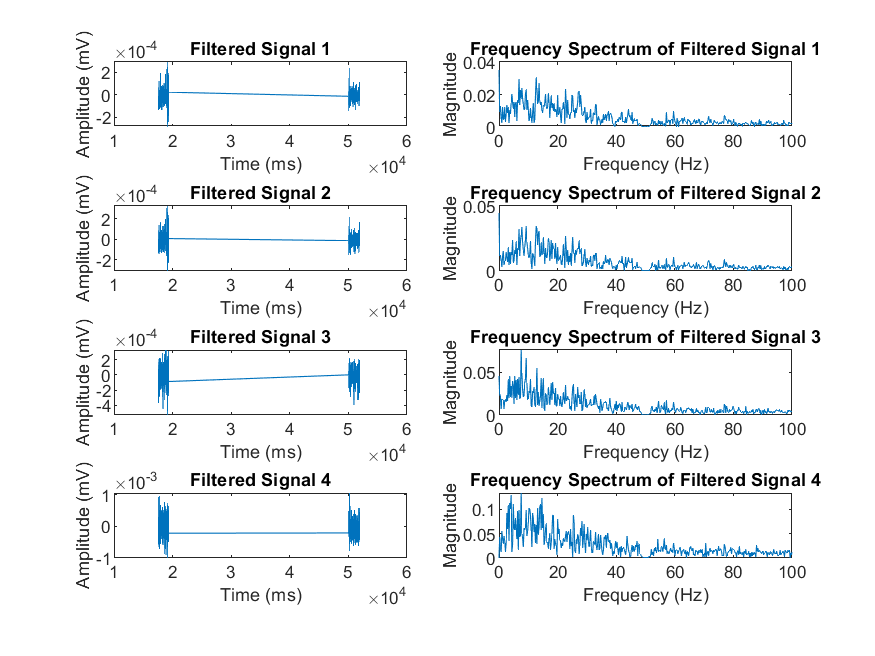 Filtered Signal 1
×10-4
Amplitude (mV)
2
0
-2
1 2 3 4 5 6
Time (ms)
×104
Frequency Spectrum of Filtered Signal 1
Magnitude
0.04
0.02
0
0 20 40 60 80 100
Frequency (Hz)
Filtered Signal 2
×10-4
Amplitude (mV)
2
0
-2
1 2 3 4 5 6
Time (ms)
×104
Frequency Spectrum of Filtered Signal 2
Magnitude
0.05
0
0 20 40 60 80 100
Frequency (Hz)
Filtered Signal 3
×10-4
Amplitude (mV)
2
0
-2
-4
1 2 3 4 5 6
Time (ms)
×104
Frequency Spectrum of Filtered Signal 3
Magnitude
0.05
0
0 20 40 60 80 100
Frequency (Hz)
Filtered Signal 4
×10-3
Amplitude (mV)
1
0
-1
1 2 3 4 5 6
Time (ms)
×104
Frequency Spectrum of Filtered Signal 4
Magnitude
0.1
0.05
0
0 20 40 60 80 100
Frequency (Hz)